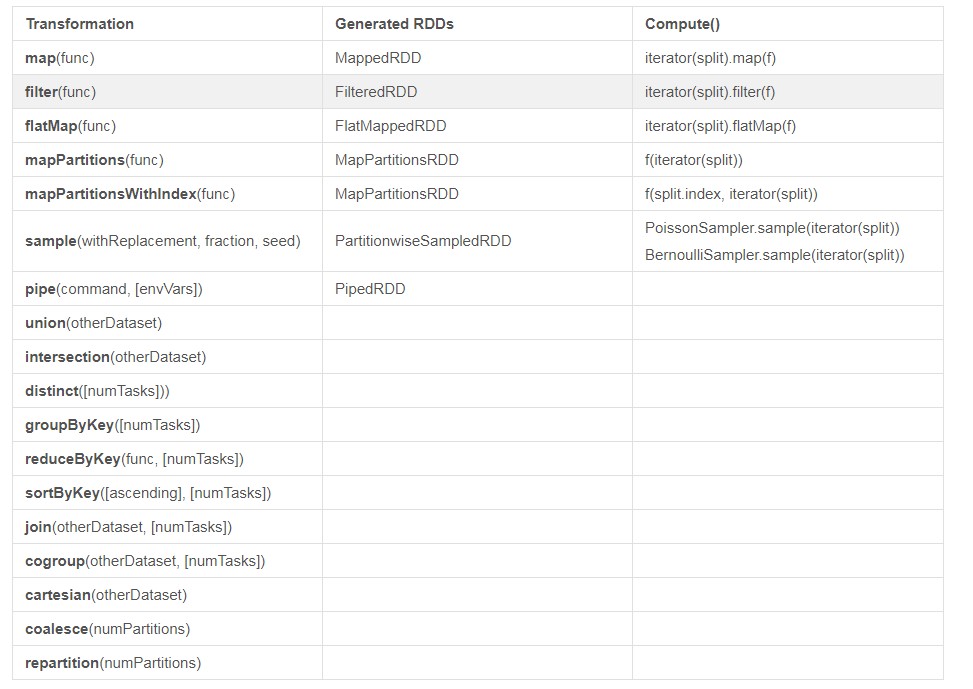 Transformation Generated RDDs Compute()
map(func) MappedRDD iterator(split).map(f)
filter(func) FilteredRDD iterator(split).filter(f)
flatMap(func) FlatMappedRDD iterator(split).flatMap(f)
mapPartitions(func) MapPartitionsRDD f(iterator(split))
mapPartitionsWithIndex(func) MapPartitionsRDD f(split.index, iterator(split))
sample(withReplacement, fraction, seed) PartitionwiseSampledRDD PoissonSampler.sample(iterator(split))
BernoulliSampler.sample(iterator(split))
pipe(command, [envVars]) PipedRDD
union(otherDataset)
intersection(otherDataset)
distinct([numTasks]))
groupByKey([numTasks])
reduceByKey(func, [numTasks])
sortByKey([ascending], [numTasks])
join(otherDataset, [numTasks])
cogroup(otherDataset, [numTasks])
cartesian(otherDataset)
coalesce(numPartitions)
repartition(numPartitions)